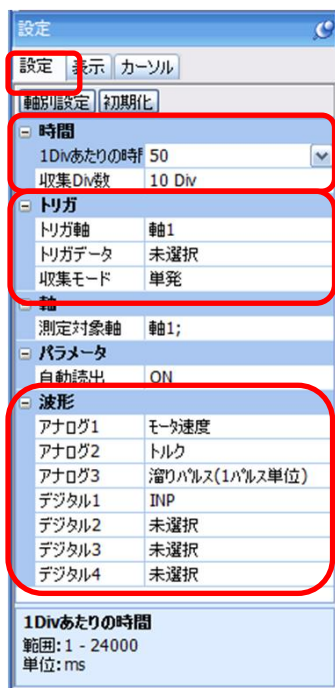 設定
設定 表示 カーソル
軸別設定 初期化
時間
1Divあたりの時 50
収集Div数 10 Div
トリガ
トリガ軸 軸1
トリガデータ 未選択
収集モード 単発
軸
測定対象軸 軸1;
パラメータ
自動読出 ON
波形
アナログ1 モータ速度
アナログ2 トルク
アナログ3 溜りパルス(1パルス単位)
デジタル1 INP
デジタル2 未選択
デジタル3 未選択
デジタル4 未選択
1Divあたりの時間
範囲:1 - 24000
単位:ms